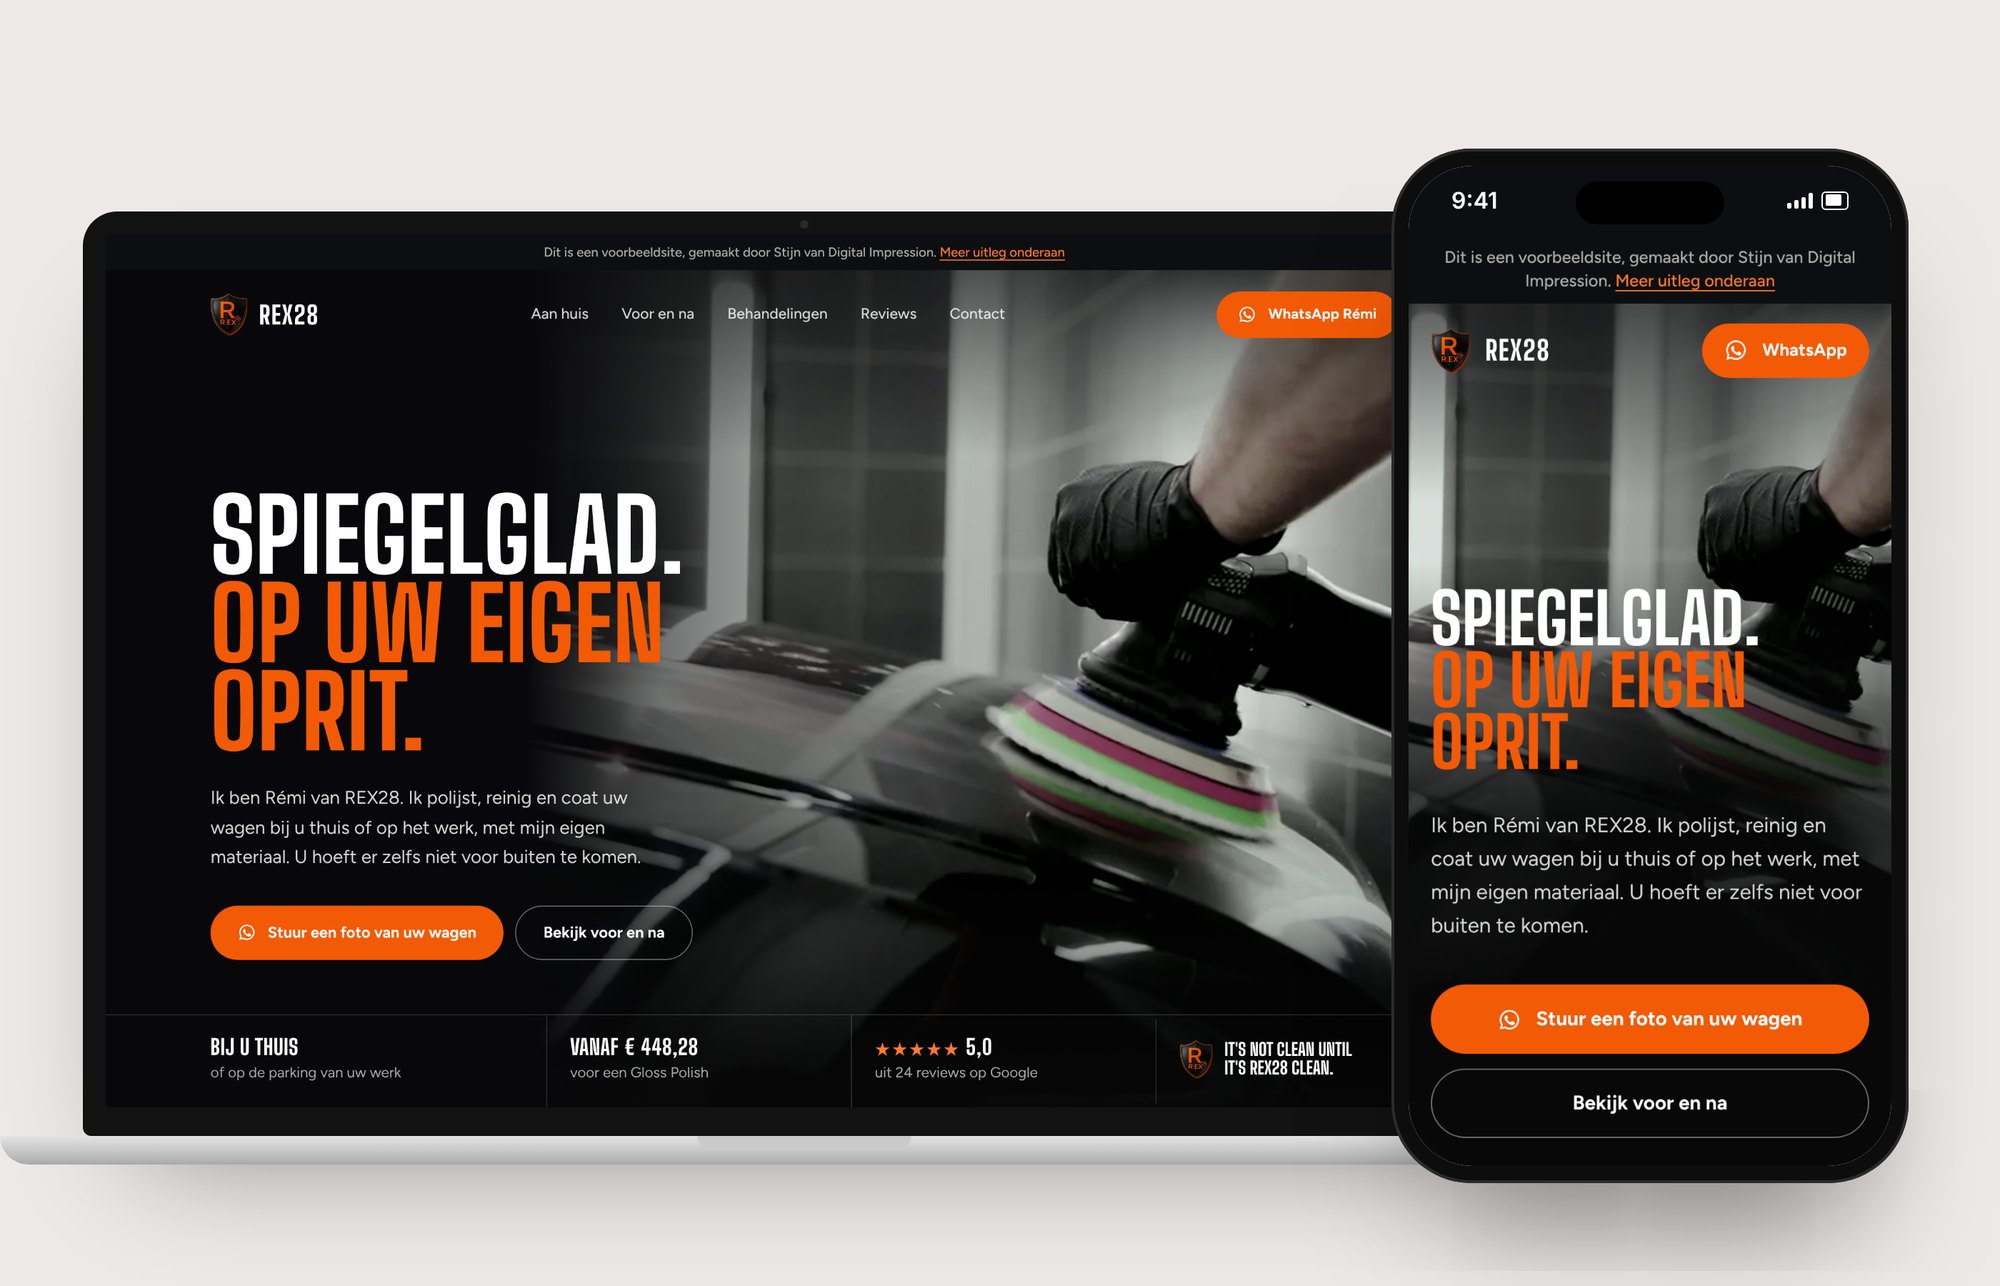 Dit is een voorbeeldsite, gemaakt door Stijn van Digital Impression. Meer uitleg onderaan
R
R.EX
REX28
Aan huis
Voor en na
Behandelingen
Reviews
Contact
WhatsApp Rémi
SPIEGELGLAD.
OP UW EIGEN
OPRIT.
Ik ben Rémi van REX28. Ik polijst, reinig en coat uw
wagen bij u thuis of op het werk, met mijn eigen
materiaal. U hoeft er zelfs niet voor buiten te komen.
Stuur een foto van uw wagen
Bekijk voor en na
BIJ U THUIS
of op de parking van uw werk
VANAF € 448,28
voor een Gloss Polish
★★★★★ 5,0
uit 24 reviews op Google
R
R.EX
IT'S NOT CLEAN UNTIL
IT'S REX28 CLEAN.
9:41
Dit is een voorbeeldsite, gemaakt door Stijn van Digital
Impression. Meer uitleg onderaan
R
R.EX
REX28
WhatsApp
SPIEGELGLAD.
OP UW EIGEN
OPRIT.
Ik ben Rémi van REX28. Ik polijst, reinig en
coat uw wagen bij u thuis of op het werk, met
mijn eigen materiaal. U hoeft er zelfs niet voor
buiten te komen.
Stuur een foto van uw wagen
Bekijk voor en na